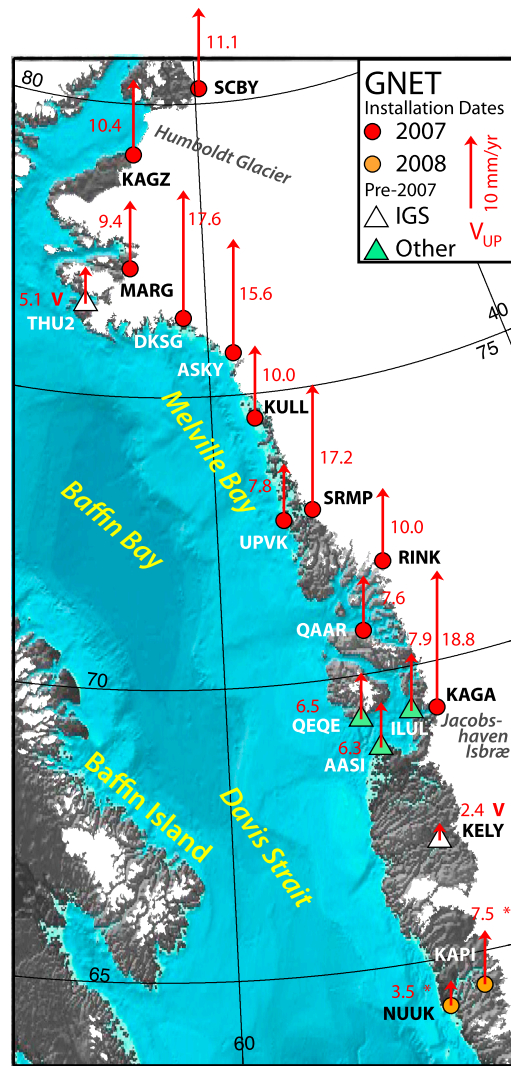 11.1
80
SCBY
GNET
Installation Dates
2007
2008
Pre-2007
IGS
Other
10 mm/yr
VUP
10.4
Humboldt Glacier
KAGZ
9.4
17.6
MARG
5.1 V
THU2
15.6
DKSG
40
75
ASKY
10.0
KULL
Melville Bay
17.2
7.8
SRMP
Baffin Bay
UPVK
10.0
RINK
7.6
QAAR
7.9
18.8
70
6.5
KAGA
QEQE
ILUL
Jacobs-
haven
Isbræ
6.3
AASI
Baffin Island
Davis Strait
2.4 V
KELY
7.5 *
KAPI
65
3.5 *
NUUK
60